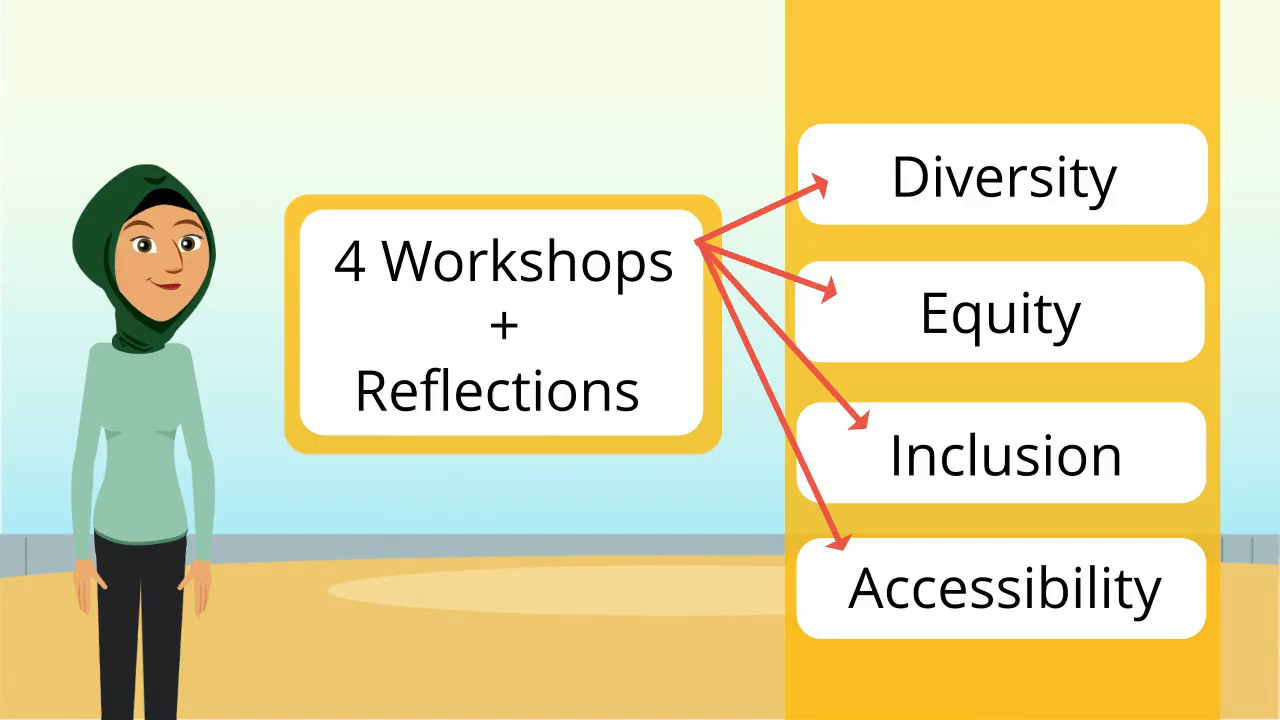 4 Workshops
+
Reflections
Diversity
Equity
Inclusion
Accessibility